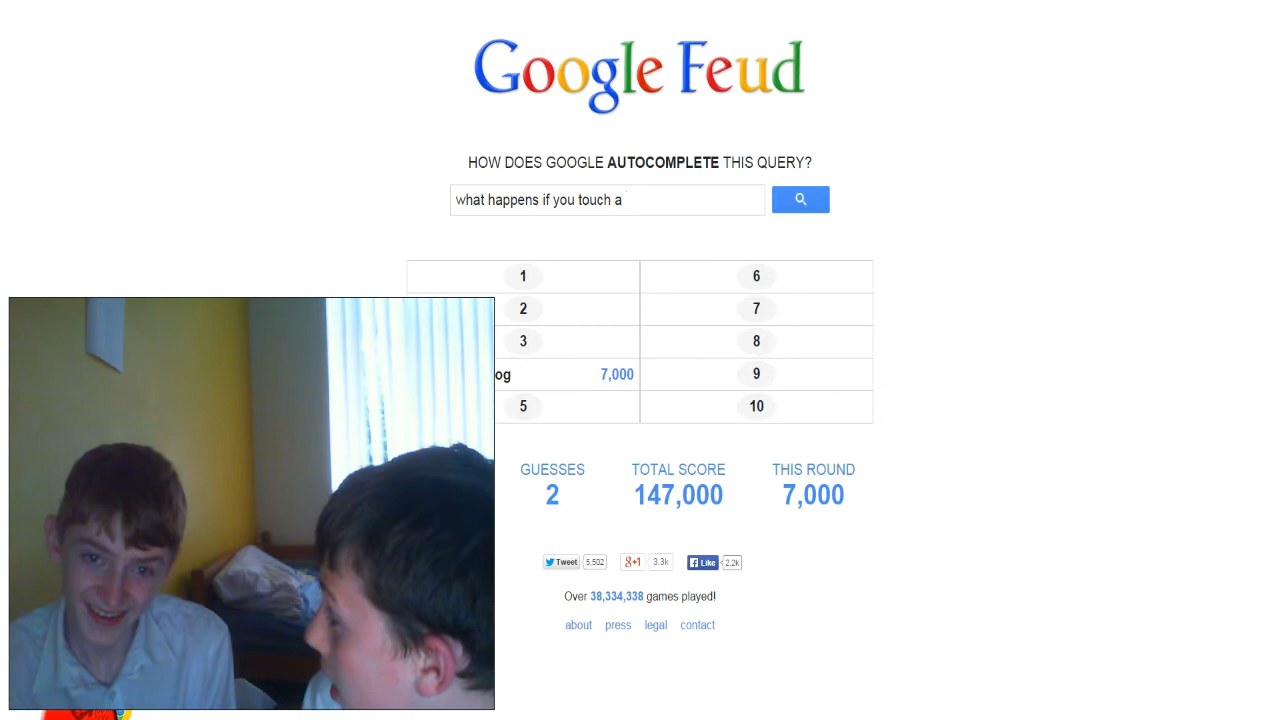 Google Feud
HOW DOES GOOGLE AUTOCOMPLETE THIS QUERY?
what happens if you touch a
1 6
2 7
3 8
og 7,000 9
5 10
GUESSES TOTAL SCORE THIS ROUND
2 147,000 7,000
Tweet 5,502 g+1 3.3k Like 2.2k
Over 38,334,338 games played!
about press legal contact